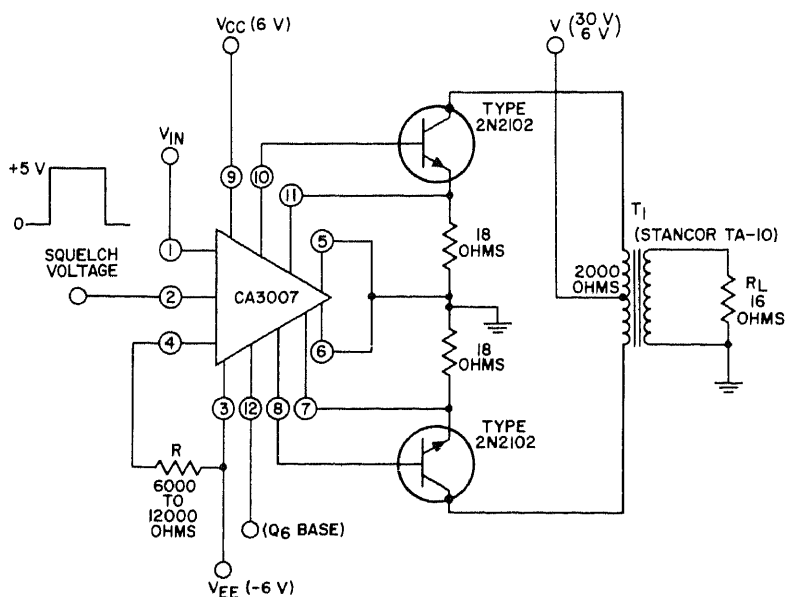 VCC (6 V)
V (30 V
6 V)
TYPE
2N2102
VIN
+5 V
0
9
10
11
1
5
18
OHMS
T1
(STANCOR TA-10)
SQUELCH
VOLTAGE
2
CA3007
2000
OHMS
RL
16
OHMS
4
6
18
OHMS
3
12
8
7
TYPE
2N2102
R
6000
TO
12000
OHMS
(Q6 BASE)
VEE (-6 V)